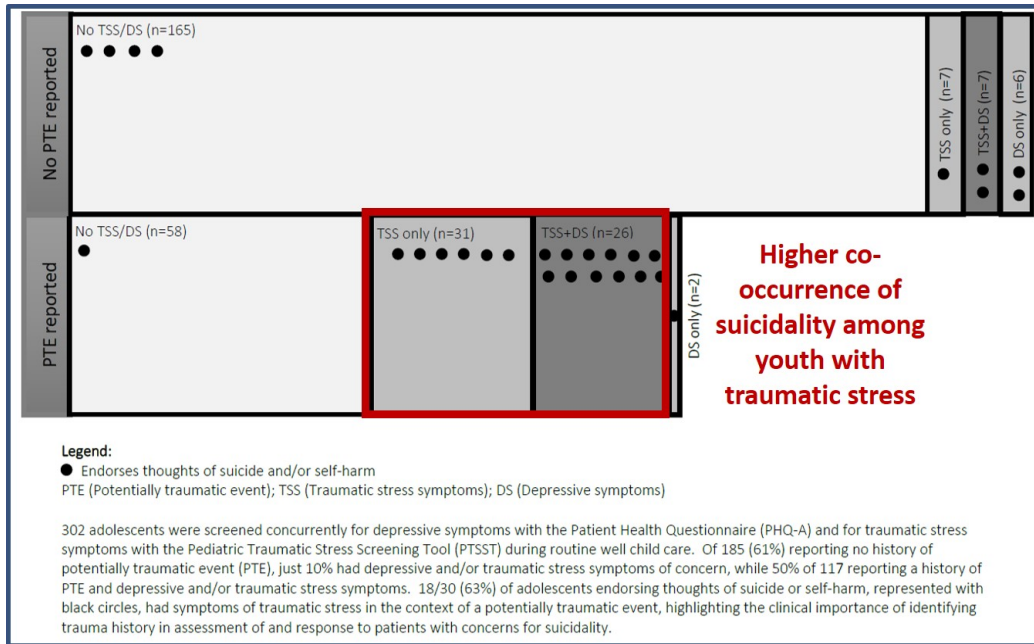 No PTE reported
No TSS/DS (n=165)
TSS only (n=7)
TSS+DS (n=7)
DS only (n=6)
PTE reported
No TSS/DS (n=58)
TSS only (n=31)
TSS+DS (n=26)
DS only (n=2)
Higher co-
occurrence of
suicidality among
youth with
traumatic stress
Legend:
Endorses thoughts of suicide and/or self-harm
PTE (Potentially traumatic event); TSS (Traumatic stress symptoms); DS (Depressive symptoms)
302 adolescents were screened concurrently for depressive symptoms with the Patient Health Questionnaire (PHQ-A) and for traumatic stress
symptoms with the Pediatric Traumatic Stress Screening Tool (PTSST) during routine well child care. Of 185 (61%) reporting no history of
potentially traumatic event (PTE), just 10% had depressive and/or traumatic stress symptoms of concern, while 50% of 117 reporting a history of
PTE and depressive and/or traumatic stress symptoms. 18/30 (63%) of adolescents endorsing thoughts of suicide or self-harm, represented with
black circles, had symptoms of traumatic stress in the context of a potentially traumatic event, highlighting the clinical importance of identifying
trauma history in assessment of and response to patients with concerns for suicidality.